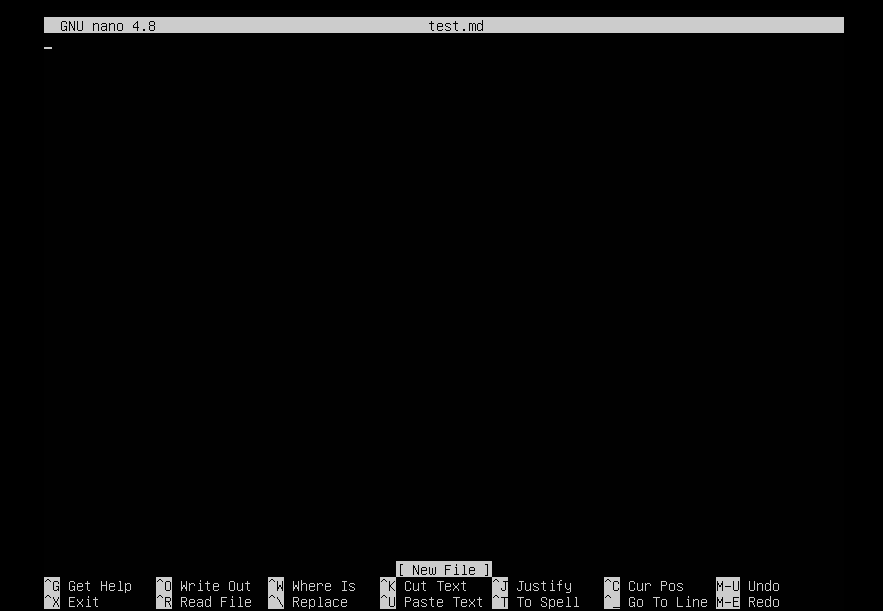 GNU nano 4.8 test.md
[ New File ]
^G Get Help ^O Write Out ^W Where Is ^K Cut Text ^J Justify ^C Cur Pos M-U Undo
^X Exit ^R Read File ^\ Replace ^U Paste Text ^T To Spell ^_ Go To Line M-E Redo